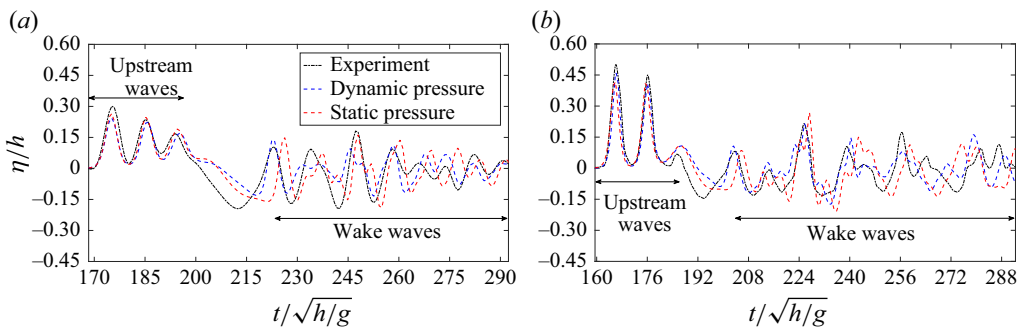 (a)
0.60
0.45
0.30
0.15
0
–0.15
–0.30
–0.45
η/h
Upstream
waves
Experiment
Dynamic pressure
Static pressure
Wake waves
170 185 200 215 230 245 260 275 290
t/√h/g
(b)
0.60
0.45
0.30
0.15
0
–0.15
–0.30
–0.45
Upstream
waves
Wake waves
160 176 192 208 224 240 256 272 288
t/√h/g